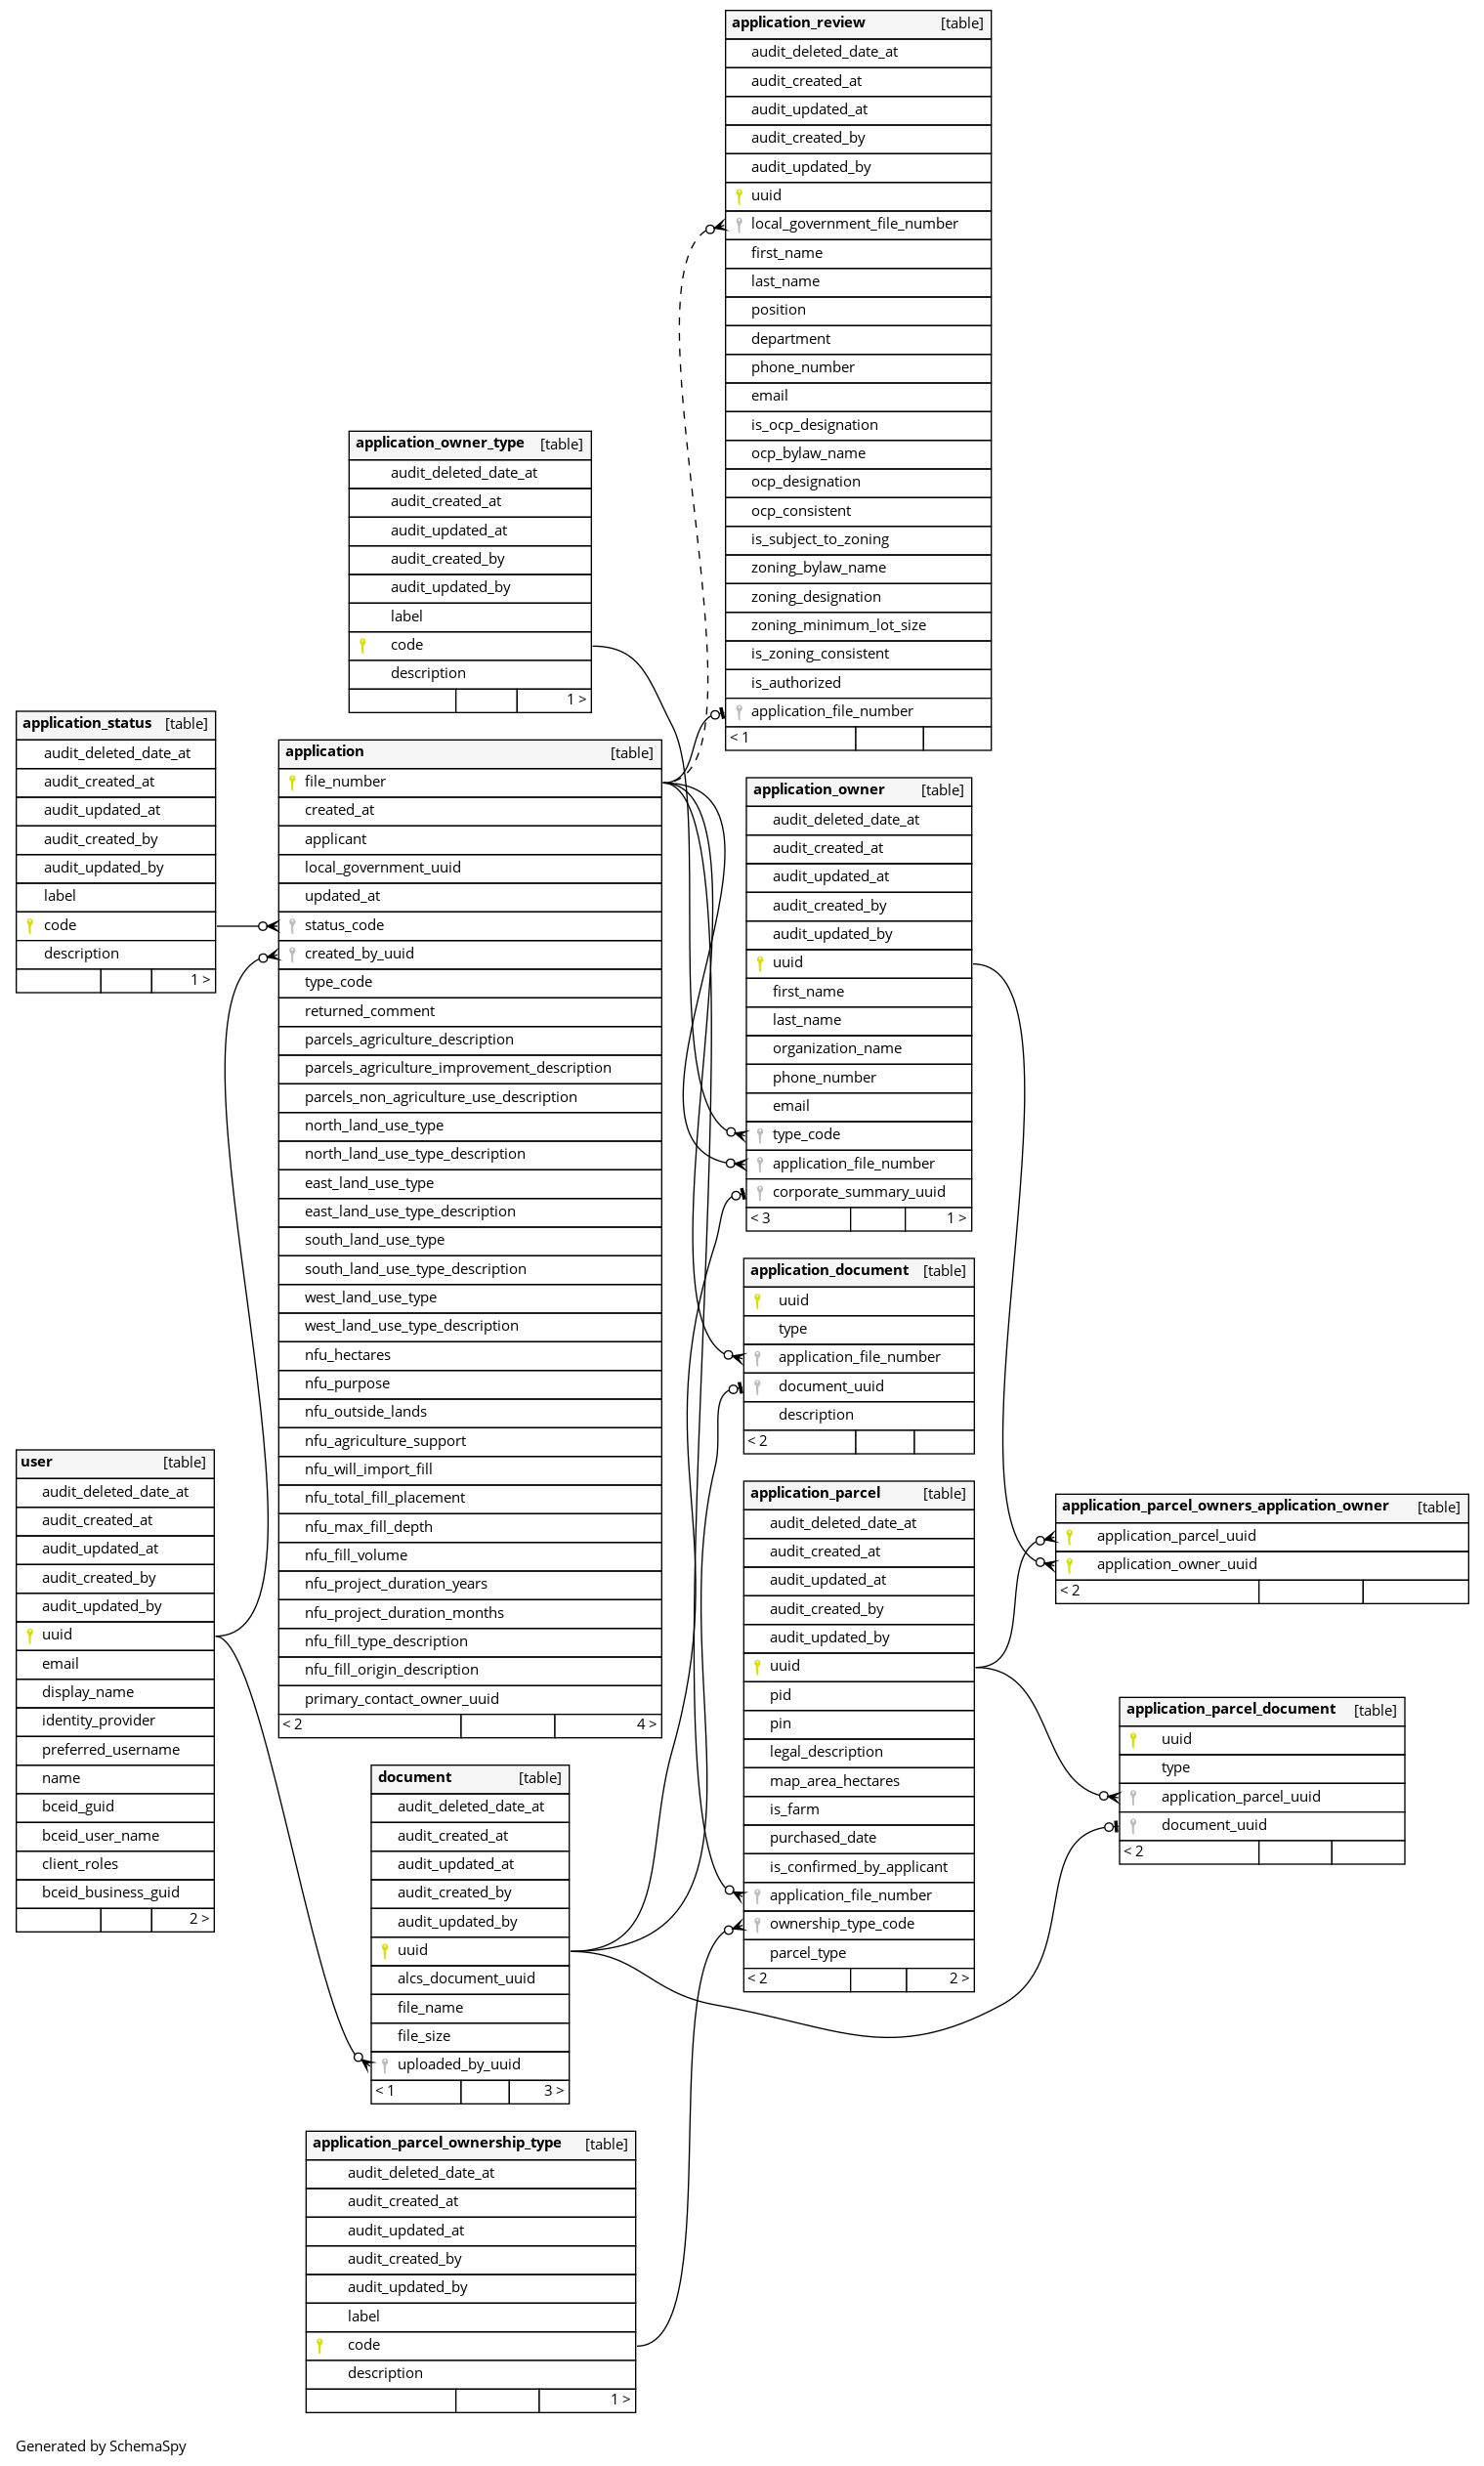 application_review [table]
audit_deleted_date_at
audit_created_at
audit_updated_at
audit_created_by
audit_updated_by
uuid
local_government_file_number
first_name
last_name
position
department
phone_number
email
is_ocp_designation
ocp_bylaw_name
ocp_designation
ocp_consistent
is_subject_to_zoning
zoning_bylaw_name
zoning_designation
zoning_minimum_lot_size
is_zoning_consistent
is_authorized
application_file_number
< 1
application_owner_type [table]
audit_deleted_date_at
audit_created_at
audit_updated_at
audit_created_by
audit_updated_by
label
code
description
1 >
application_status [table]
audit_deleted_date_at
audit_created_at
audit_updated_at
audit_created_by
audit_updated_by
label
code
description
1 >
application [table]
file_number
created_at
applicant
local_government_uuid
updated_at
status_code
created_by_uuid
type_code
returned_comment
parcels_agriculture_description
parcels_agriculture_improvement_description
parcels_non_agriculture_use_description
north_land_use_type
north_land_use_type_description
east_land_use_type
east_land_use_type_description
south_land_use_type
south_land_use_type_description
west_land_use_type
west_land_use_type_description
nfu_hectares
nfu_purpose
nfu_outside_lands
nfu_agriculture_support
nfu_will_import_fill
nfu_total_fill_placement
nfu_max_fill_depth
nfu_fill_volume
nfu_project_duration_years
nfu_project_duration_months
nfu_fill_type_description
nfu_fill_origin_description
primary_contact_owner_uuid
< 2 4 >
application_owner [table]
audit_deleted_date_at
audit_created_at
audit_updated_at
audit_created_by
audit_updated_by
uuid
first_name
last_name
organization_name
phone_number
email
type_code
application_file_number
corporate_summary_uuid
< 3 1 >
application_document [table]
uuid
type
application_file_number
document_uuid
description
< 2
user [table]
audit_deleted_date_at
audit_created_at
audit_updated_at
audit_created_by
audit_updated_by
uuid
email
display_name
identity_provider
preferred_username
name
bceid_guid
bceid_user_name
client_roles
bceid_business_guid
2 >
application_parcel [table]
audit_deleted_date_at
audit_created_at
audit_updated_at
audit_created_by
audit_updated_by
uuid
pid
pin
legal_description
map_area_hectares
is_farm
purchased_date
is_confirmed_by_applicant
application_file_number
ownership_type_code
parcel_type
< 2 2 >
application_parcel_owners_application_owner [table]
application_parcel_uuid
application_owner_uuid
< 2
application_parcel_document [table]
uuid
type
application_parcel_uuid
document_uuid
< 2
document [table]
audit_deleted_date_at
audit_created_at
audit_updated_at
audit_created_by
audit_updated_by
uuid
alcs_document_uuid
file_name
file_size
uploaded_by_uuid
< 1 3 >
application_parcel_ownership_type [table]
audit_deleted_date_at
audit_created_at
audit_updated_at
audit_created_by
audit_updated_by
label
code
description
1 >
Generated by SchemaSpy